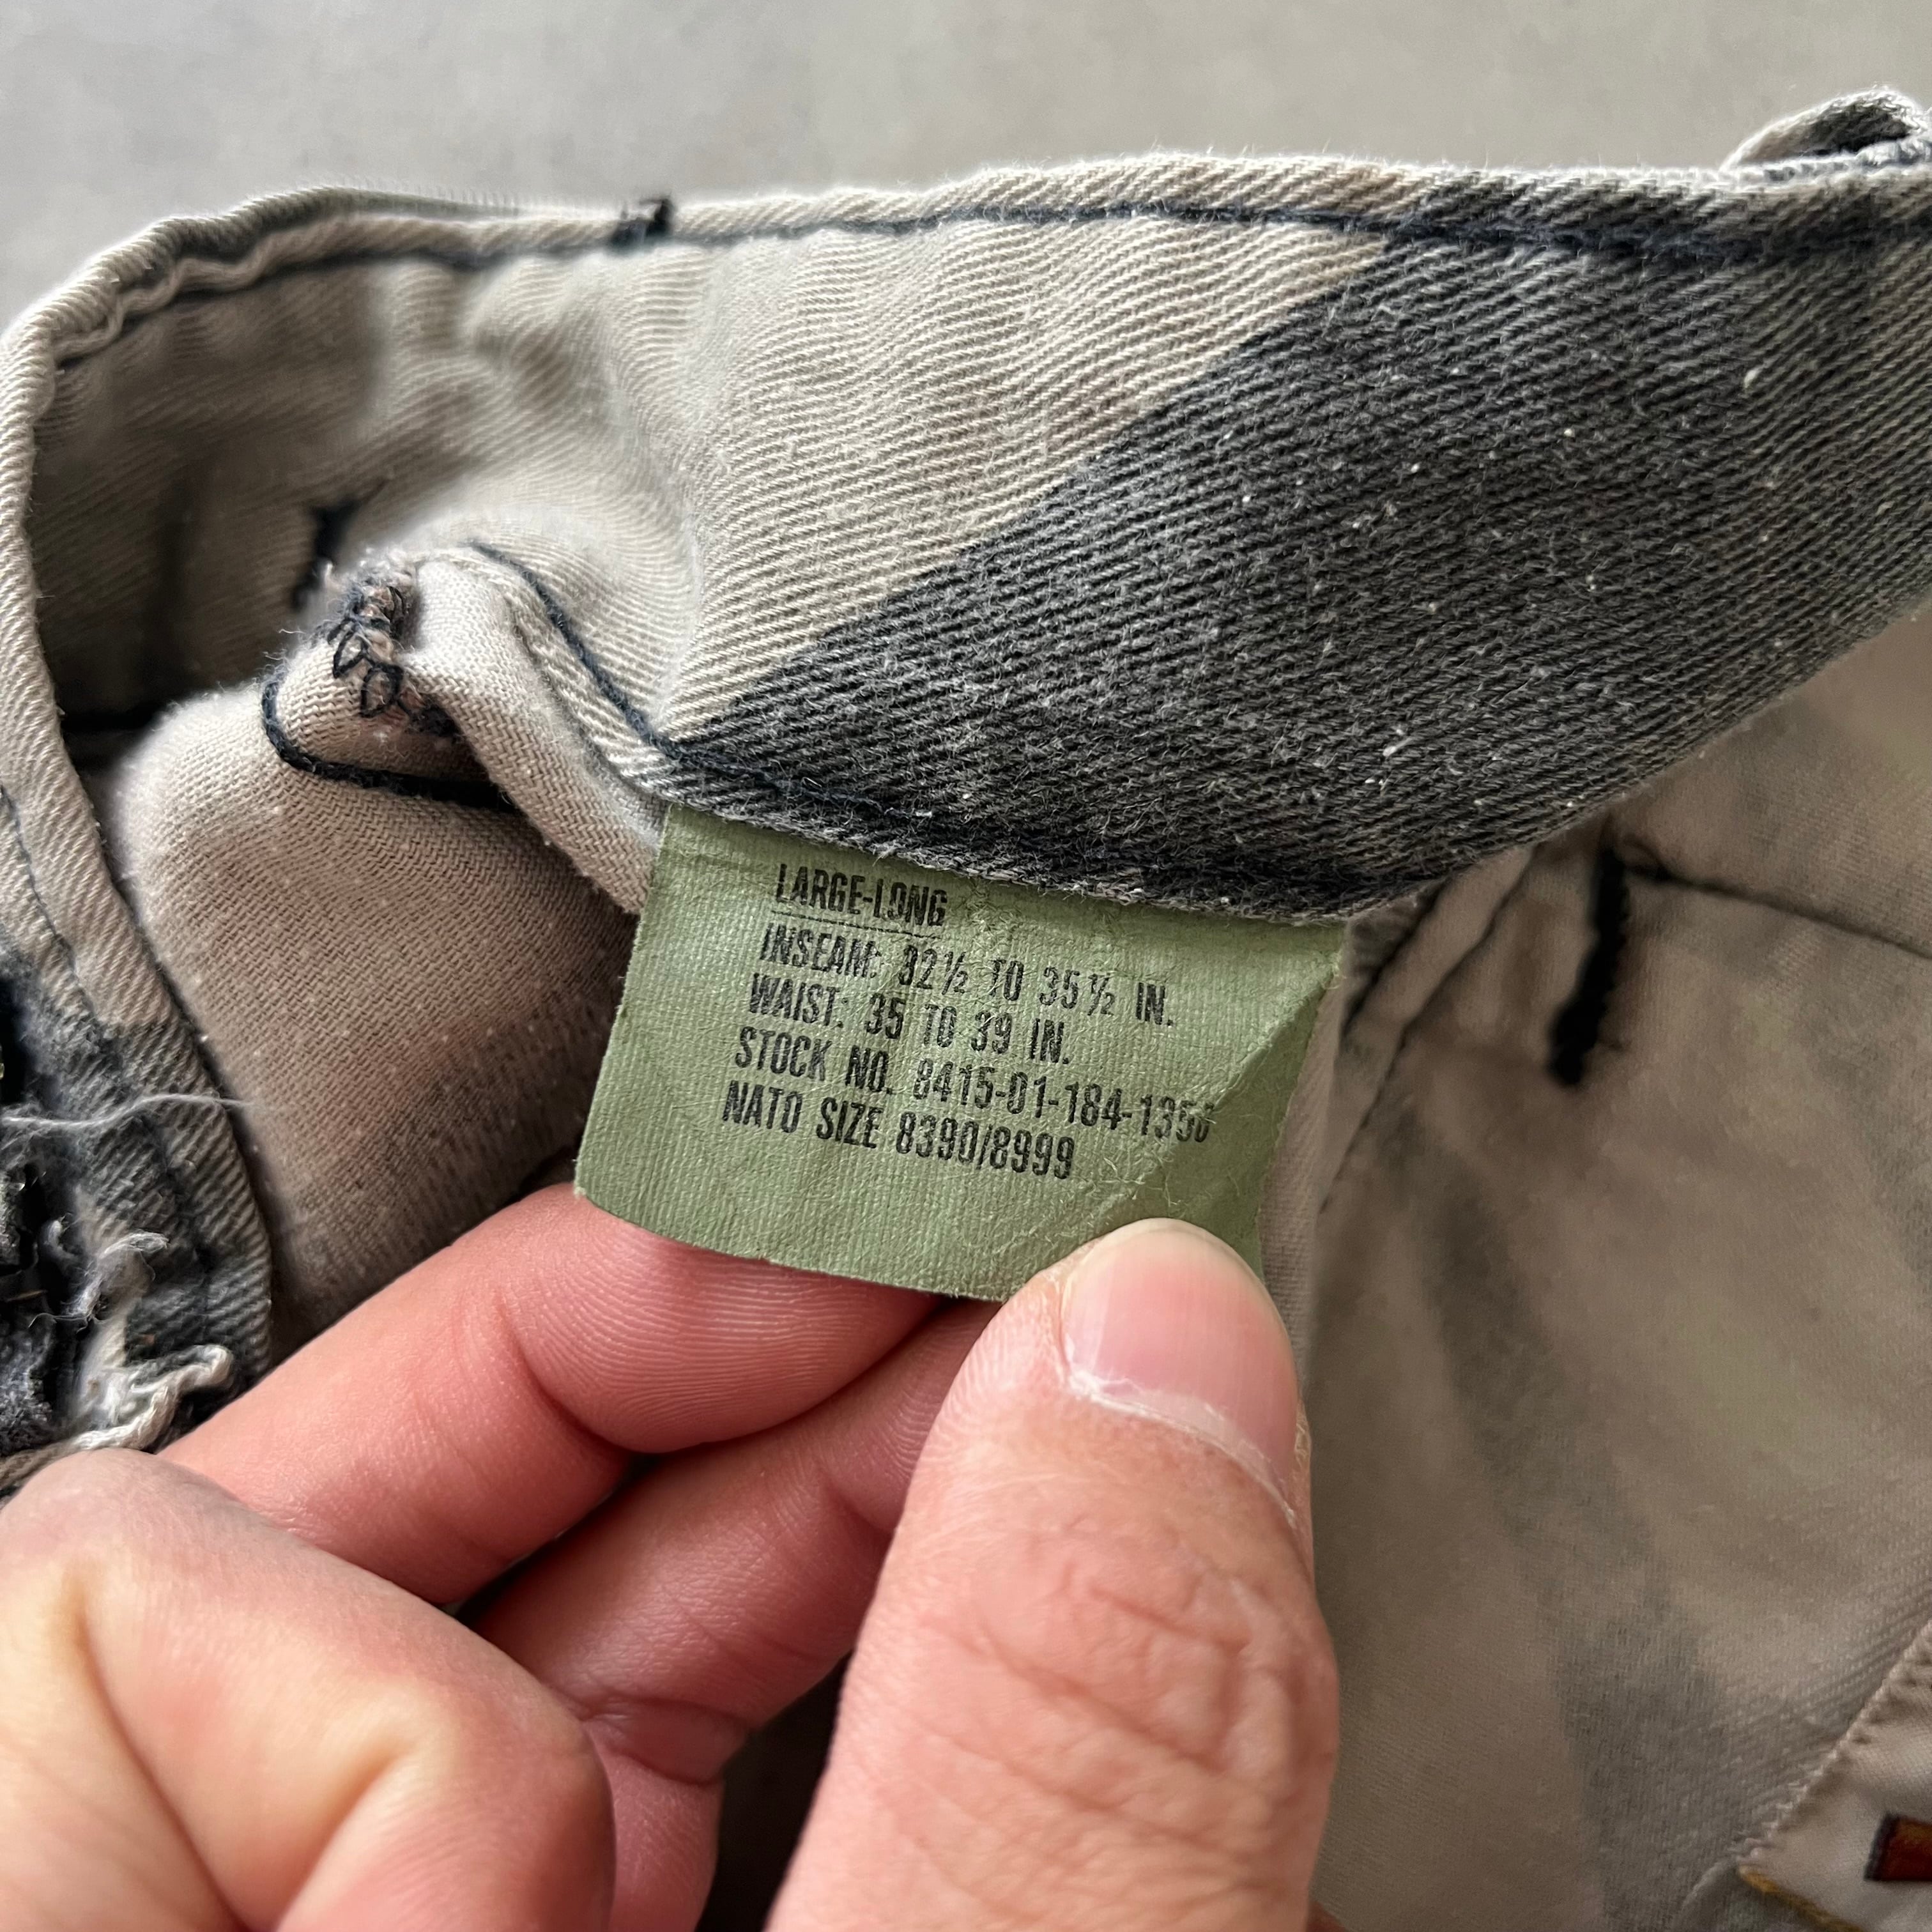 LARGE-LONG
INSEAM: 32½ TO 35½ IN.
WAIST: 35 TO 39 IN.
STOCK NO. 8415-01-184-1350
NATO SIZE 8390/8999